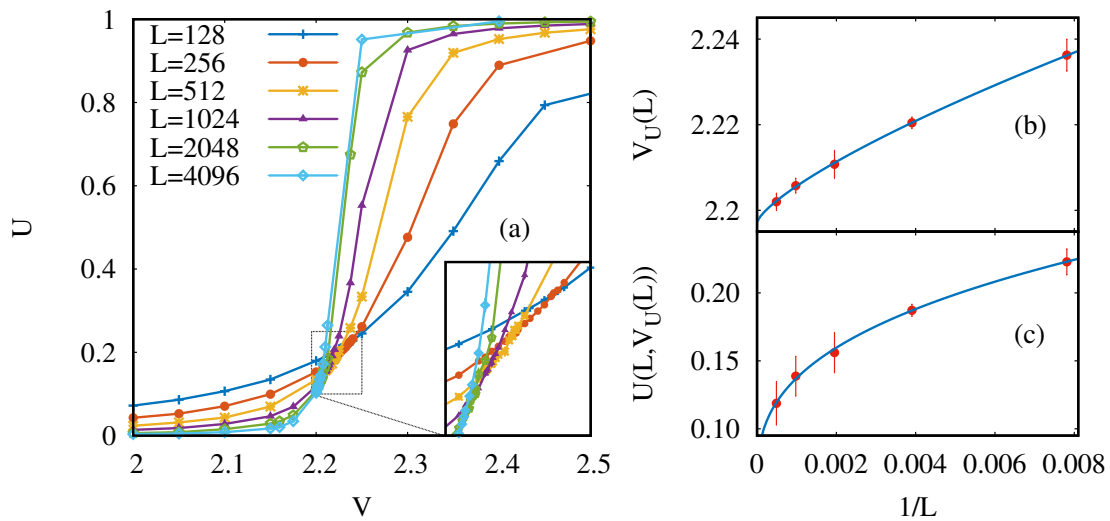 L=128
L=256
L=512
L=1024
L=2048
L=4096
1
0.8
0.6
0.4
0.2
0
U
2
2.1
2.2
2.3
2.4
2.5
V
(a)
2.24
2.22
2.2
V_U(L)
(b)
0.20
0.15
0.10
U(L,V_U(L))
(c)
0
0.002
0.004
0.006
0.008
1/L